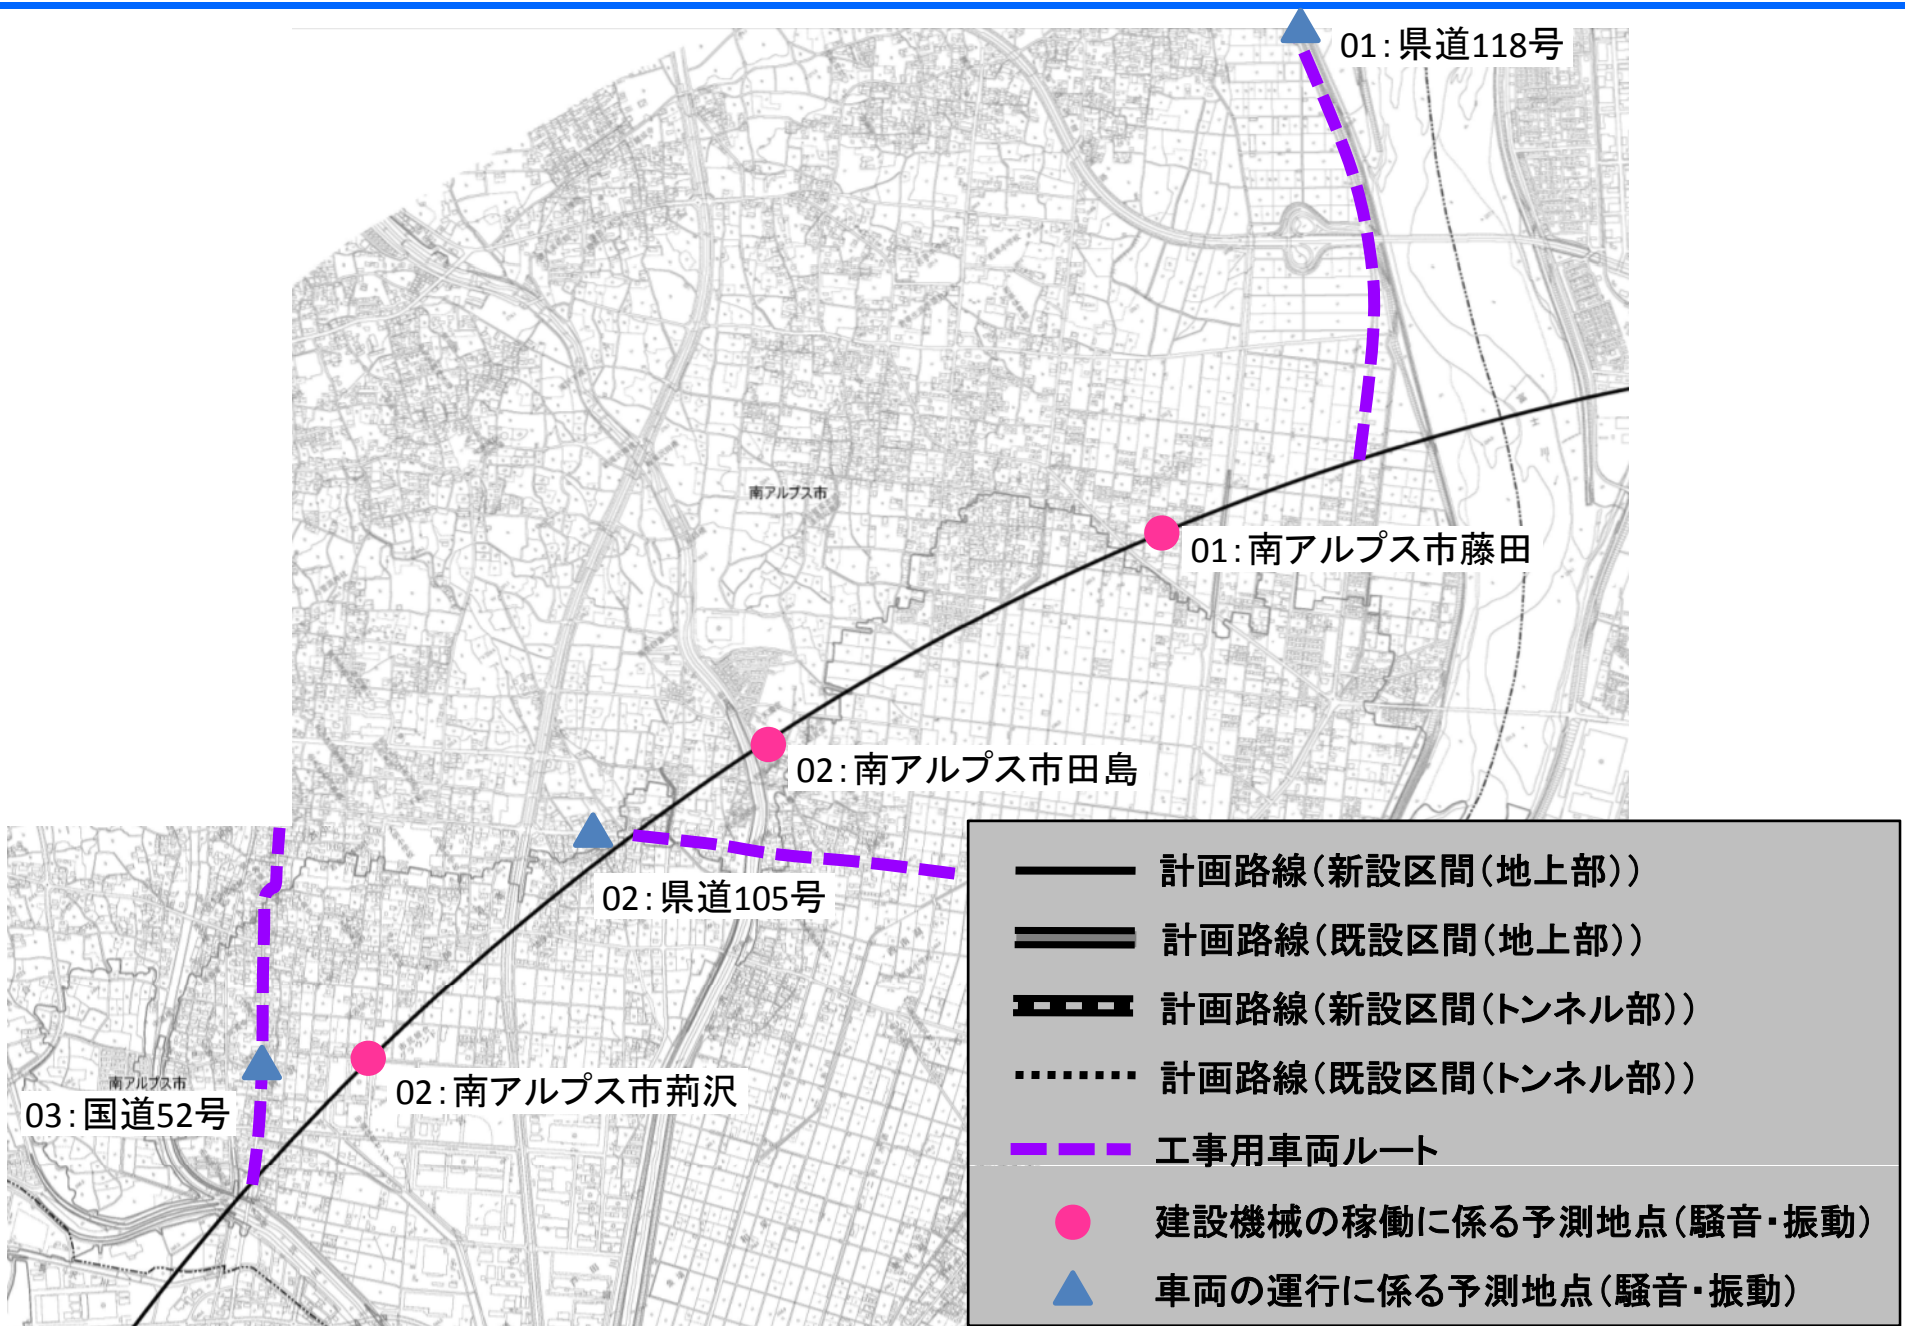 01：県道118号
南アルプス市
01：南アルプス市藤田
02：南アルプス市田島
02：県道105号
南アルプス市
03：国道52号
02：南アルプス市荊沢
計画路線（新設区間（地上部））
計画路線（既設区間（地上部））
計画路線（新設区間（トンネル部））
計画路線（既設区間（トンネル部））
工事用車両ルート
建設機械の稼働に係る予測地点（騒音・振動）
車両の運行に係る予測地点（騒音・振動）